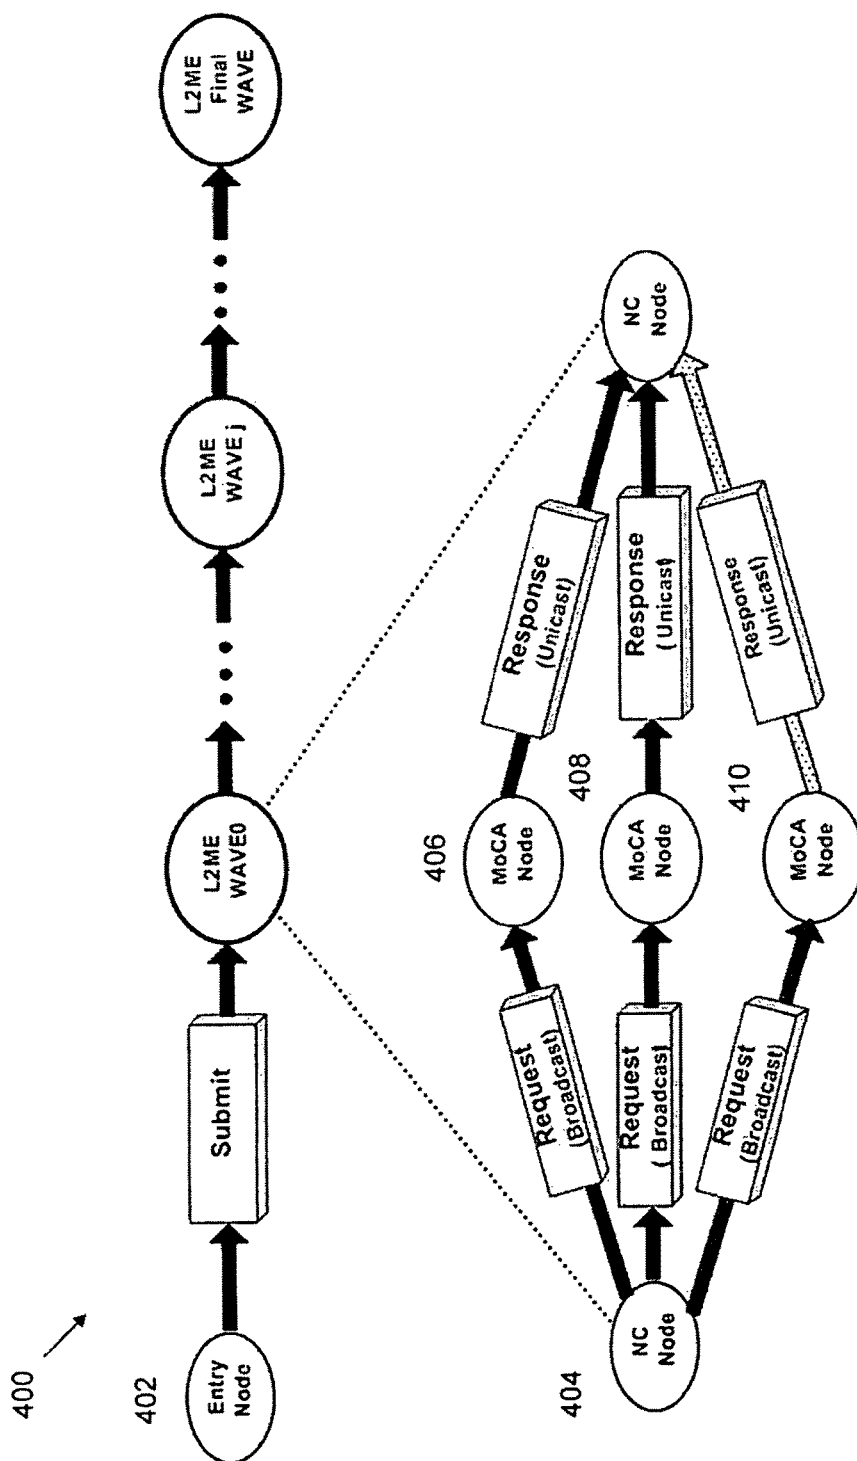 400
402
Entry
Node
Submit
L2ME
WAVE0
L2ME
WAVE j
L2ME
Final
WAVE
404
NC
Node
Request
(Broadcast)
Request
( Broadcast)
Request
(Broadcast)
406
MoCA
Node
408
MoCA
Node
410
MoCA
Node
Response
(Unicast)
Response
( Unicast)
Response
(Unicast)
NC
Node